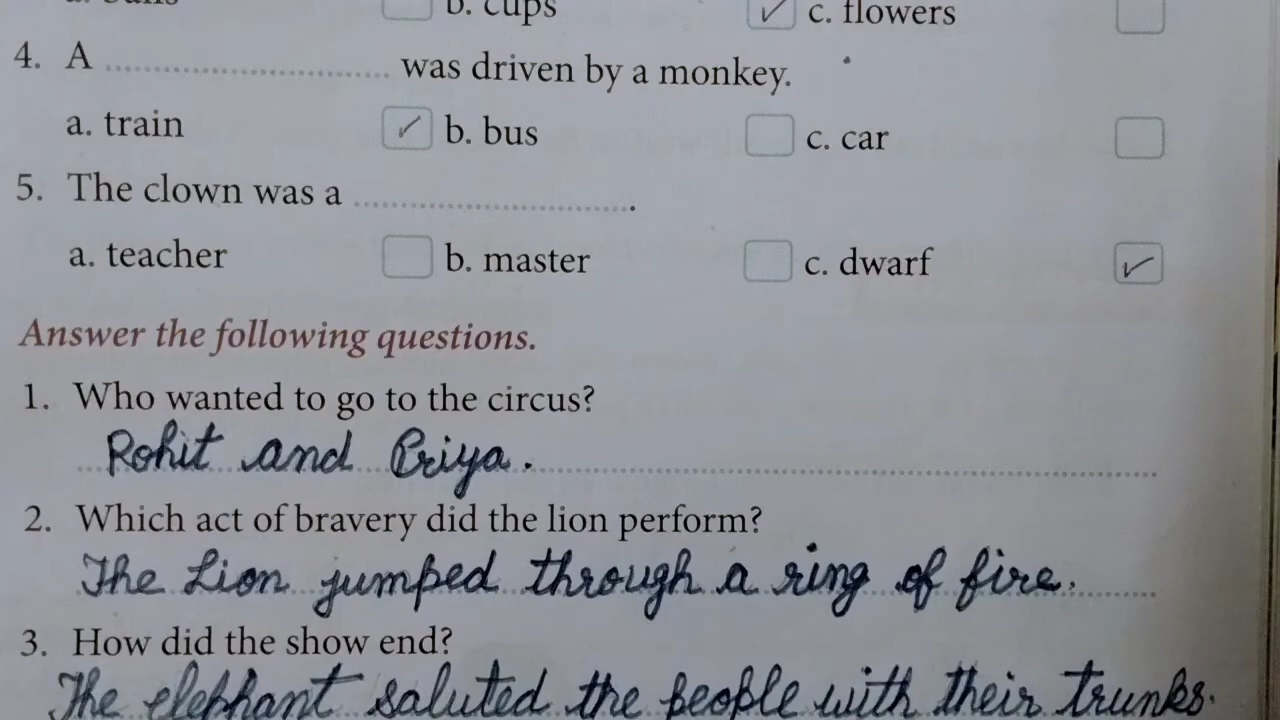 b. cups ✓ c. flowers
4. A ........................ was driven by a monkey.
a. train ✓ b. bus c. car
5. The clown was a ........................ .
a. teacher b. master c. dwarf ✓
Answer the following questions.
1. Who wanted to go to the circus?
Rohit and Priya.
2. Which act of bravery did the lion perform?
The Lion jumped through a ring of fire.
3. How did the show end?
The elephant saluted the people with their trunks.